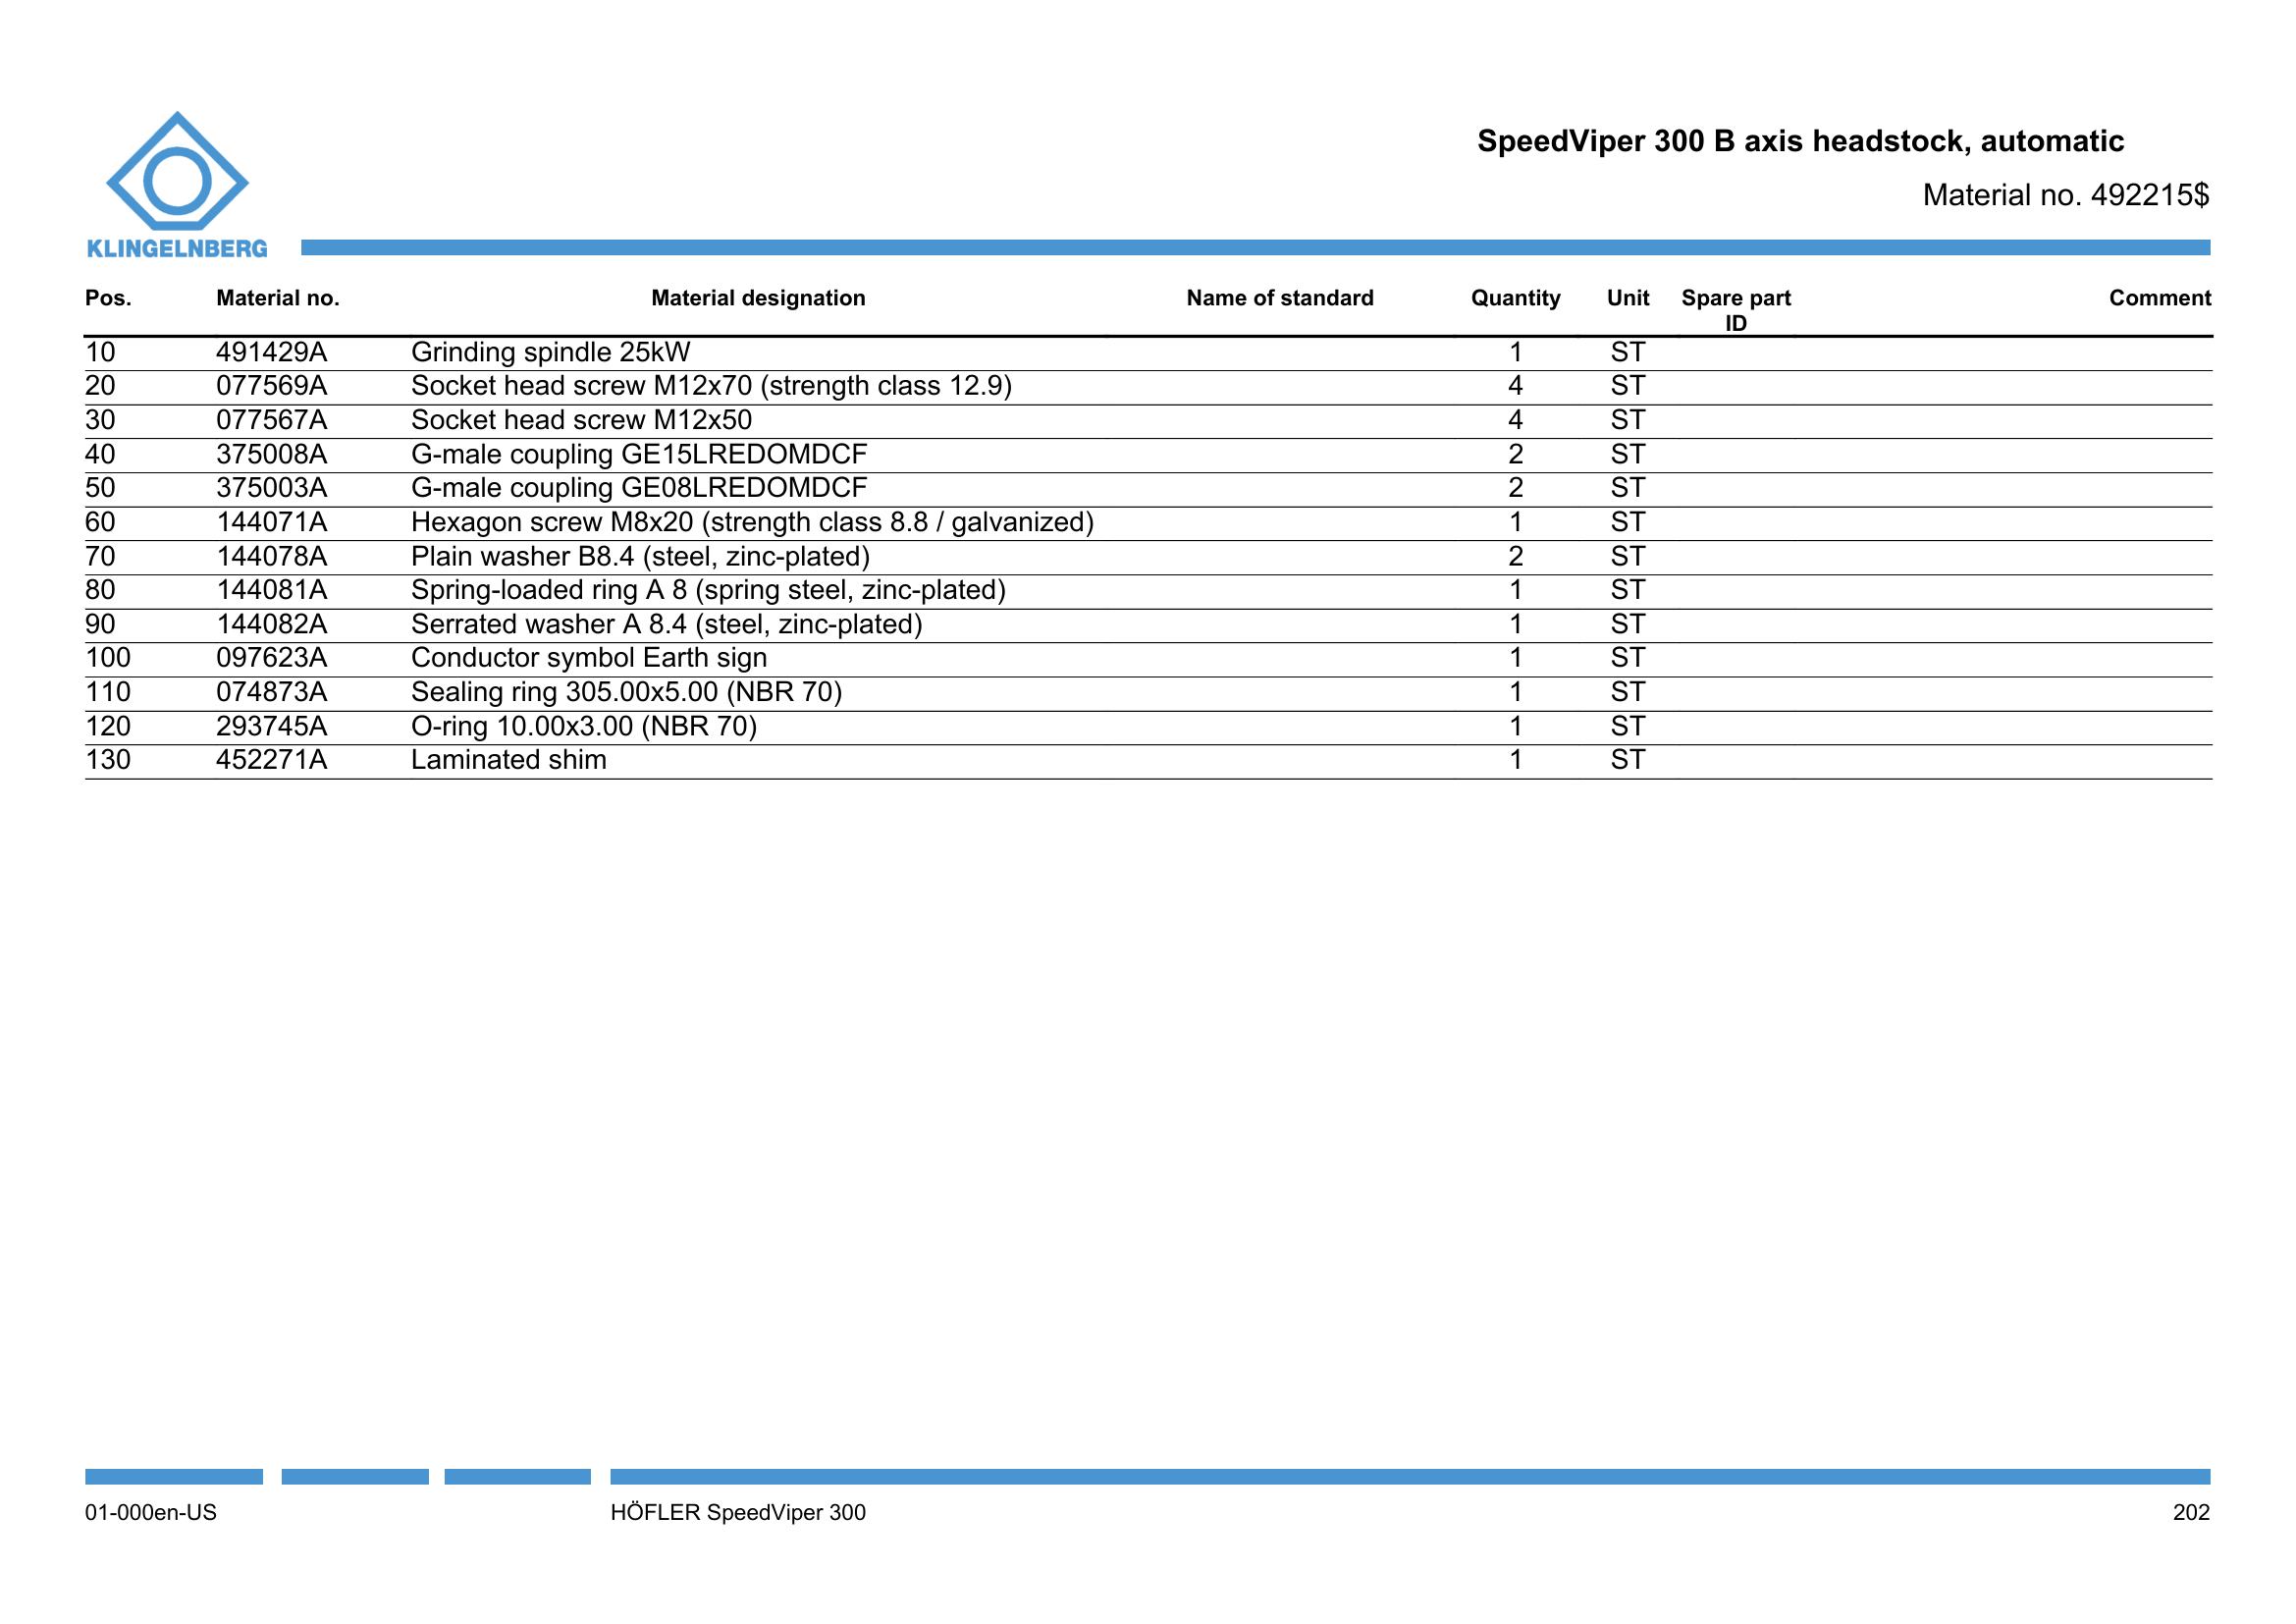 KLINGELNBERG
SpeedViper 300 B axis headstock, automatic
Material no. 492215$
Pos. Material no. Material designation Name of standard Quantity Unit Spare part ID Comment
10 491429A Grinding spindle 25kW 1 ST
20 077569A Socket head screw M12x70 (strength class 12.9) 4 ST
30 077567A Socket head screw M12x50 4 ST
40 375008A G-male coupling GE15LREDOMDCF 2 ST
50 375003A G-male coupling GE08LREDOMDCF 2 ST
60 144071A Hexagon screw M8x20 (strength class 8.8 / galvanized) 1 ST
70 144078A Plain washer B8.4 (steel, zinc-plated) 2 ST
80 144081A Spring-loaded ring A 8 (spring steel, zinc-plated) 1 ST
90 144082A Serrated washer A 8.4 (steel, zinc-plated) 1 ST
100 097623A Conductor symbol Earth sign 1 ST
110 074873A Sealing ring 305.00x5.00 (NBR 70) 1 ST
120 293745A O-ring 10.00x3.00 (NBR 70) 1 ST
130 452271A Laminated shim 1 ST
01-000en-US HÖFLER SpeedViper 300 202